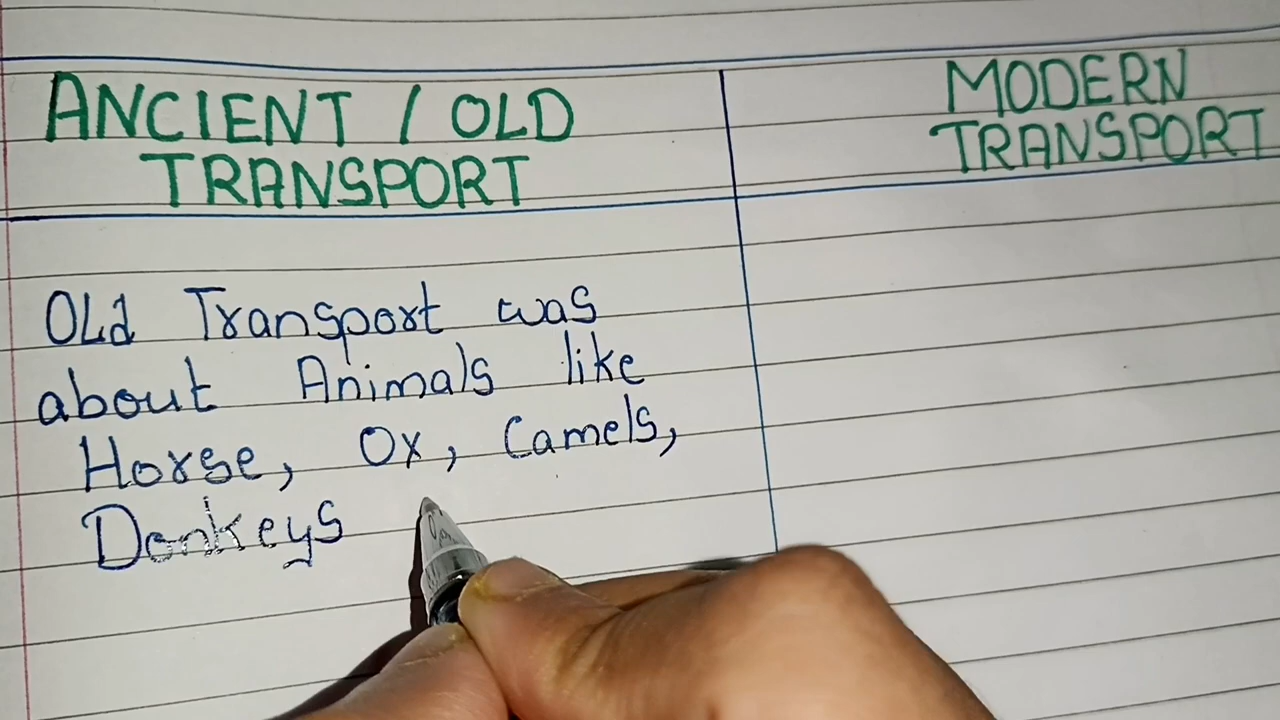 ANCIENT / OLD
TRANSPORT
MODERN
TRANSPORT
Old Transport was
about Animals like
Horse, Ox, Camels,
Donkeys